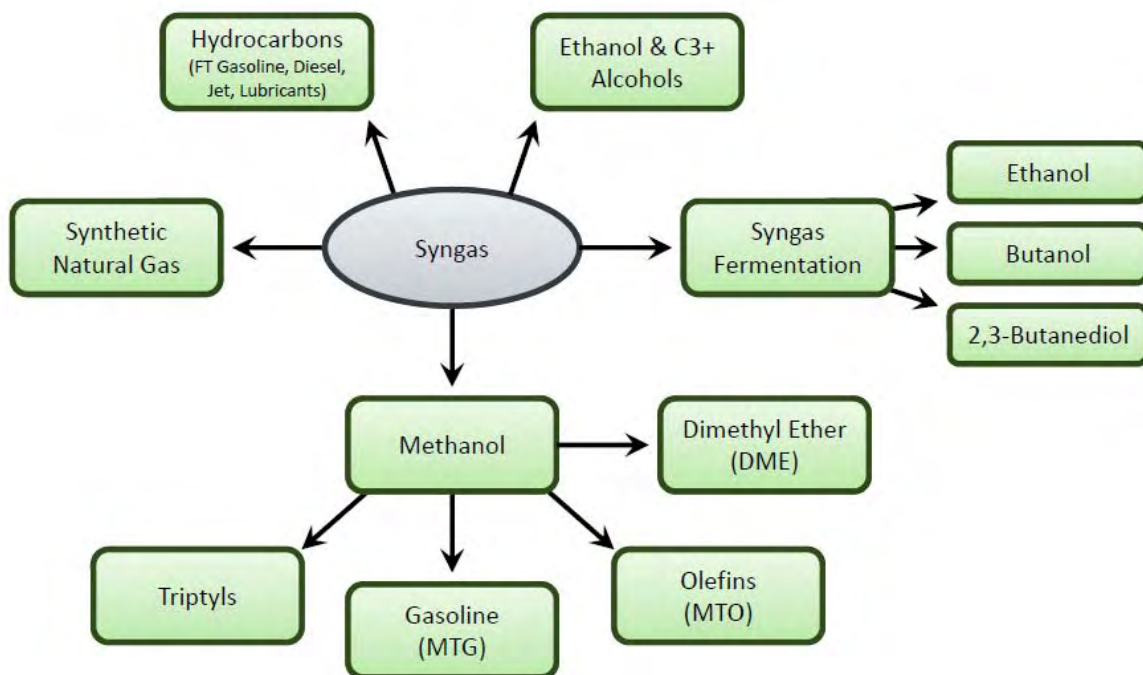 Hydrocarbons
(FT Gasoline, Diesel,
Jet, Lubricants)
Ethanol & C3+
Alcohols
Synthetic
Natural Gas
Syngas
Syngas
Fermentation
Ethanol
Butanol
2,3-Butanediol
Methanol
Dimethyl Ether
(DME)
Triptyls
Gasoline
(MTG)
Olefins
(MTO)